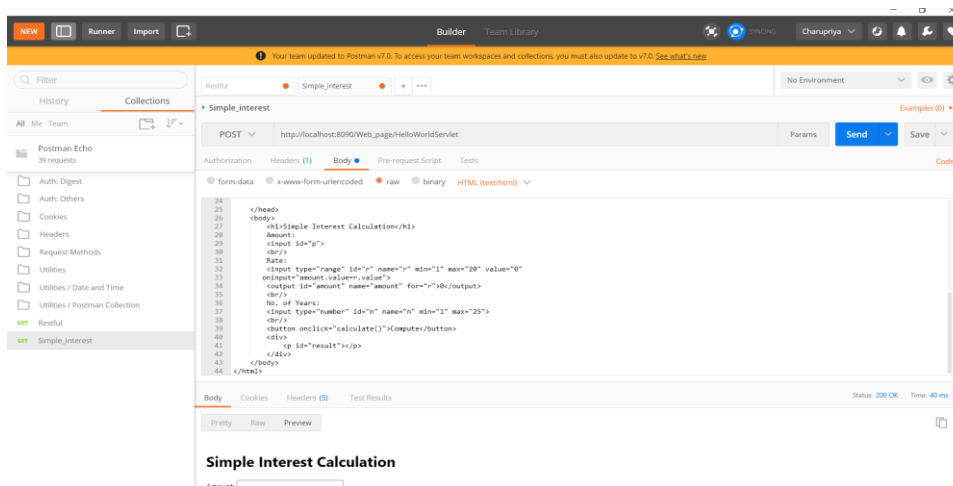 NEW Runner Import Builder Team Library SYNCING Charupriya
Your team updated to Postman v7.0. To access your team workspaces and collections, you must also update to v7.0. See what's new
Filter
History Collections
All Me Team
Postman Echo
39 requests
Auth: Digest
Auth: Others
Cookies
Headers
Request Methods
Utilities
Utilities / Date and Time
Utilities / Postman Collection
GET Restful
GET Simple_interest
Restful Simple_interest + No Environment
Simple_interest Examples (0)
POST http://localhost:8090/Web_page/HelloWorldServlet Params Send Save
Authorization Headers (1) Body Pre-request Script Tests Code
form-data x-www-form-urlencoded raw binary HTML (text/html)
24
25 </head>
26 <body>
27 <h1>Simple Interest Calculation</h1>
28 Amount:
29 <input id="p">
30 <br/>
31 Rate:
32 <input type="range" id="r" name="r" min="1" max="20" value="0"
33 oninput="amount.value=r.value">
34 <output id="amount" name="amount" for="r">0</output>
35 <br/>
36 No. of Years:
37 <input type="number" id="n" name="n" min="1" max="25">
38 <br/>
39 <button onclick="calculate()">Compute</button>
40 <div>
41 <p id="result"></p>
42 </div>
43 </body>
44 </html>
Body Cookies Headers (5) Test Results Status: 200 OK Time: 40 ms
Pretty Raw Preview
Simple Interest Calculation
Amount: